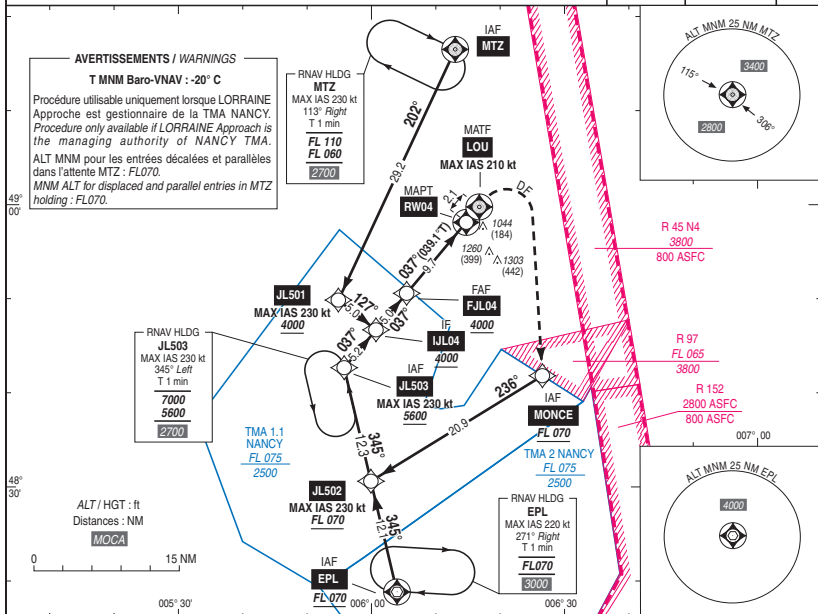 AVERTISSEMENTS / WARNINGS
T MNM Baro-VNAV : -20° C
Procédure utilisable uniquement lorsque LORRAINE
Approche est gestionnaire de la TMA NANCY.
Procedure only available if LORRAINE Approach is
the managing authority of NANCY TMA.
ALT MNM pour les entrées décalées et parallèles
dans l'attente MTZ : FL070.
MNM ALT for displaced and parallel entries in MTZ
holding : FL070.
RNAV HLDG
MTZ
MAX IAS 230 kt
113° Right
T 1 min
FL 110
FL 060
2700
IAF
MTZ
202°
29.2
MATF
LOU
MAX IAS 210 kt
MAPT
RW04
2.1
DF
1044
(184)
1260
(399)
1303
(442)
037° (039.1°T)
9.7
ALT MNM 25 NM MTZ
3400
115°
306°
2800
49°
00'
R 45 N4
3800
800 ASFC
JL501
MAX IAS 230 kt
4000
127°
5.0
5.0
037°
FAF
FJL04
4000
IF
IJL04
4000
037°
5.2
IAF
JL503
MAX IAS 230 kt
5600
RNAV HLDG
JL503
MAX IAS 230 kt
345° Left
T 1 min
7000
5600
2700
R 97
FL 065
3800
R 152
2800 ASFC
800 ASFC
236°
20.9
IAF
MONCE
FL 070
TMA 1.1
NANCY
FL 075
2500
345°
12.3
TMA 2 NANCY
FL 075
2500
007° 00
48°
30'
JL502
MAX IAS 230 kt
FL 070
345°
12.1
RNAV HLDG
EPL
MAX IAS 220 kt
271° Right
T 1 min
FL070
3000
ALT MNM 25 NM EPL
4000
ALT / HGT : ft
Distances : NM
MOCA
0
15 NM
IAF
EPL
FL 070
005° 30'
006° 00'
006° 30'